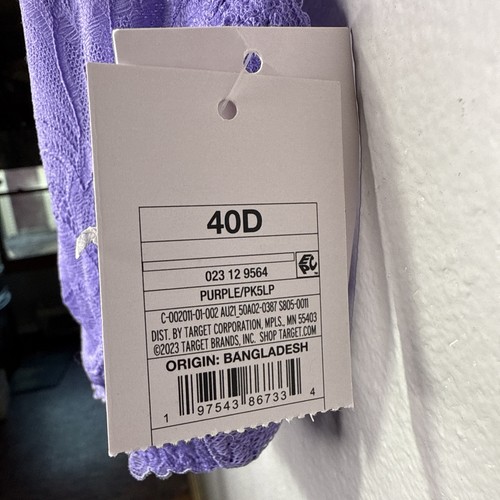 40D
023 12 9564
PURPLE/PK5LP
C-002011-01-002 AU21_50A02-0387 S805-0011
DIST. BY TARGET CORPORATION, MPLS., MN 55403
©2023 TARGET BRANDS, INC. SHOP TARGET.COM
ORIGIN: BANGLADESH
1 97543 86733 4